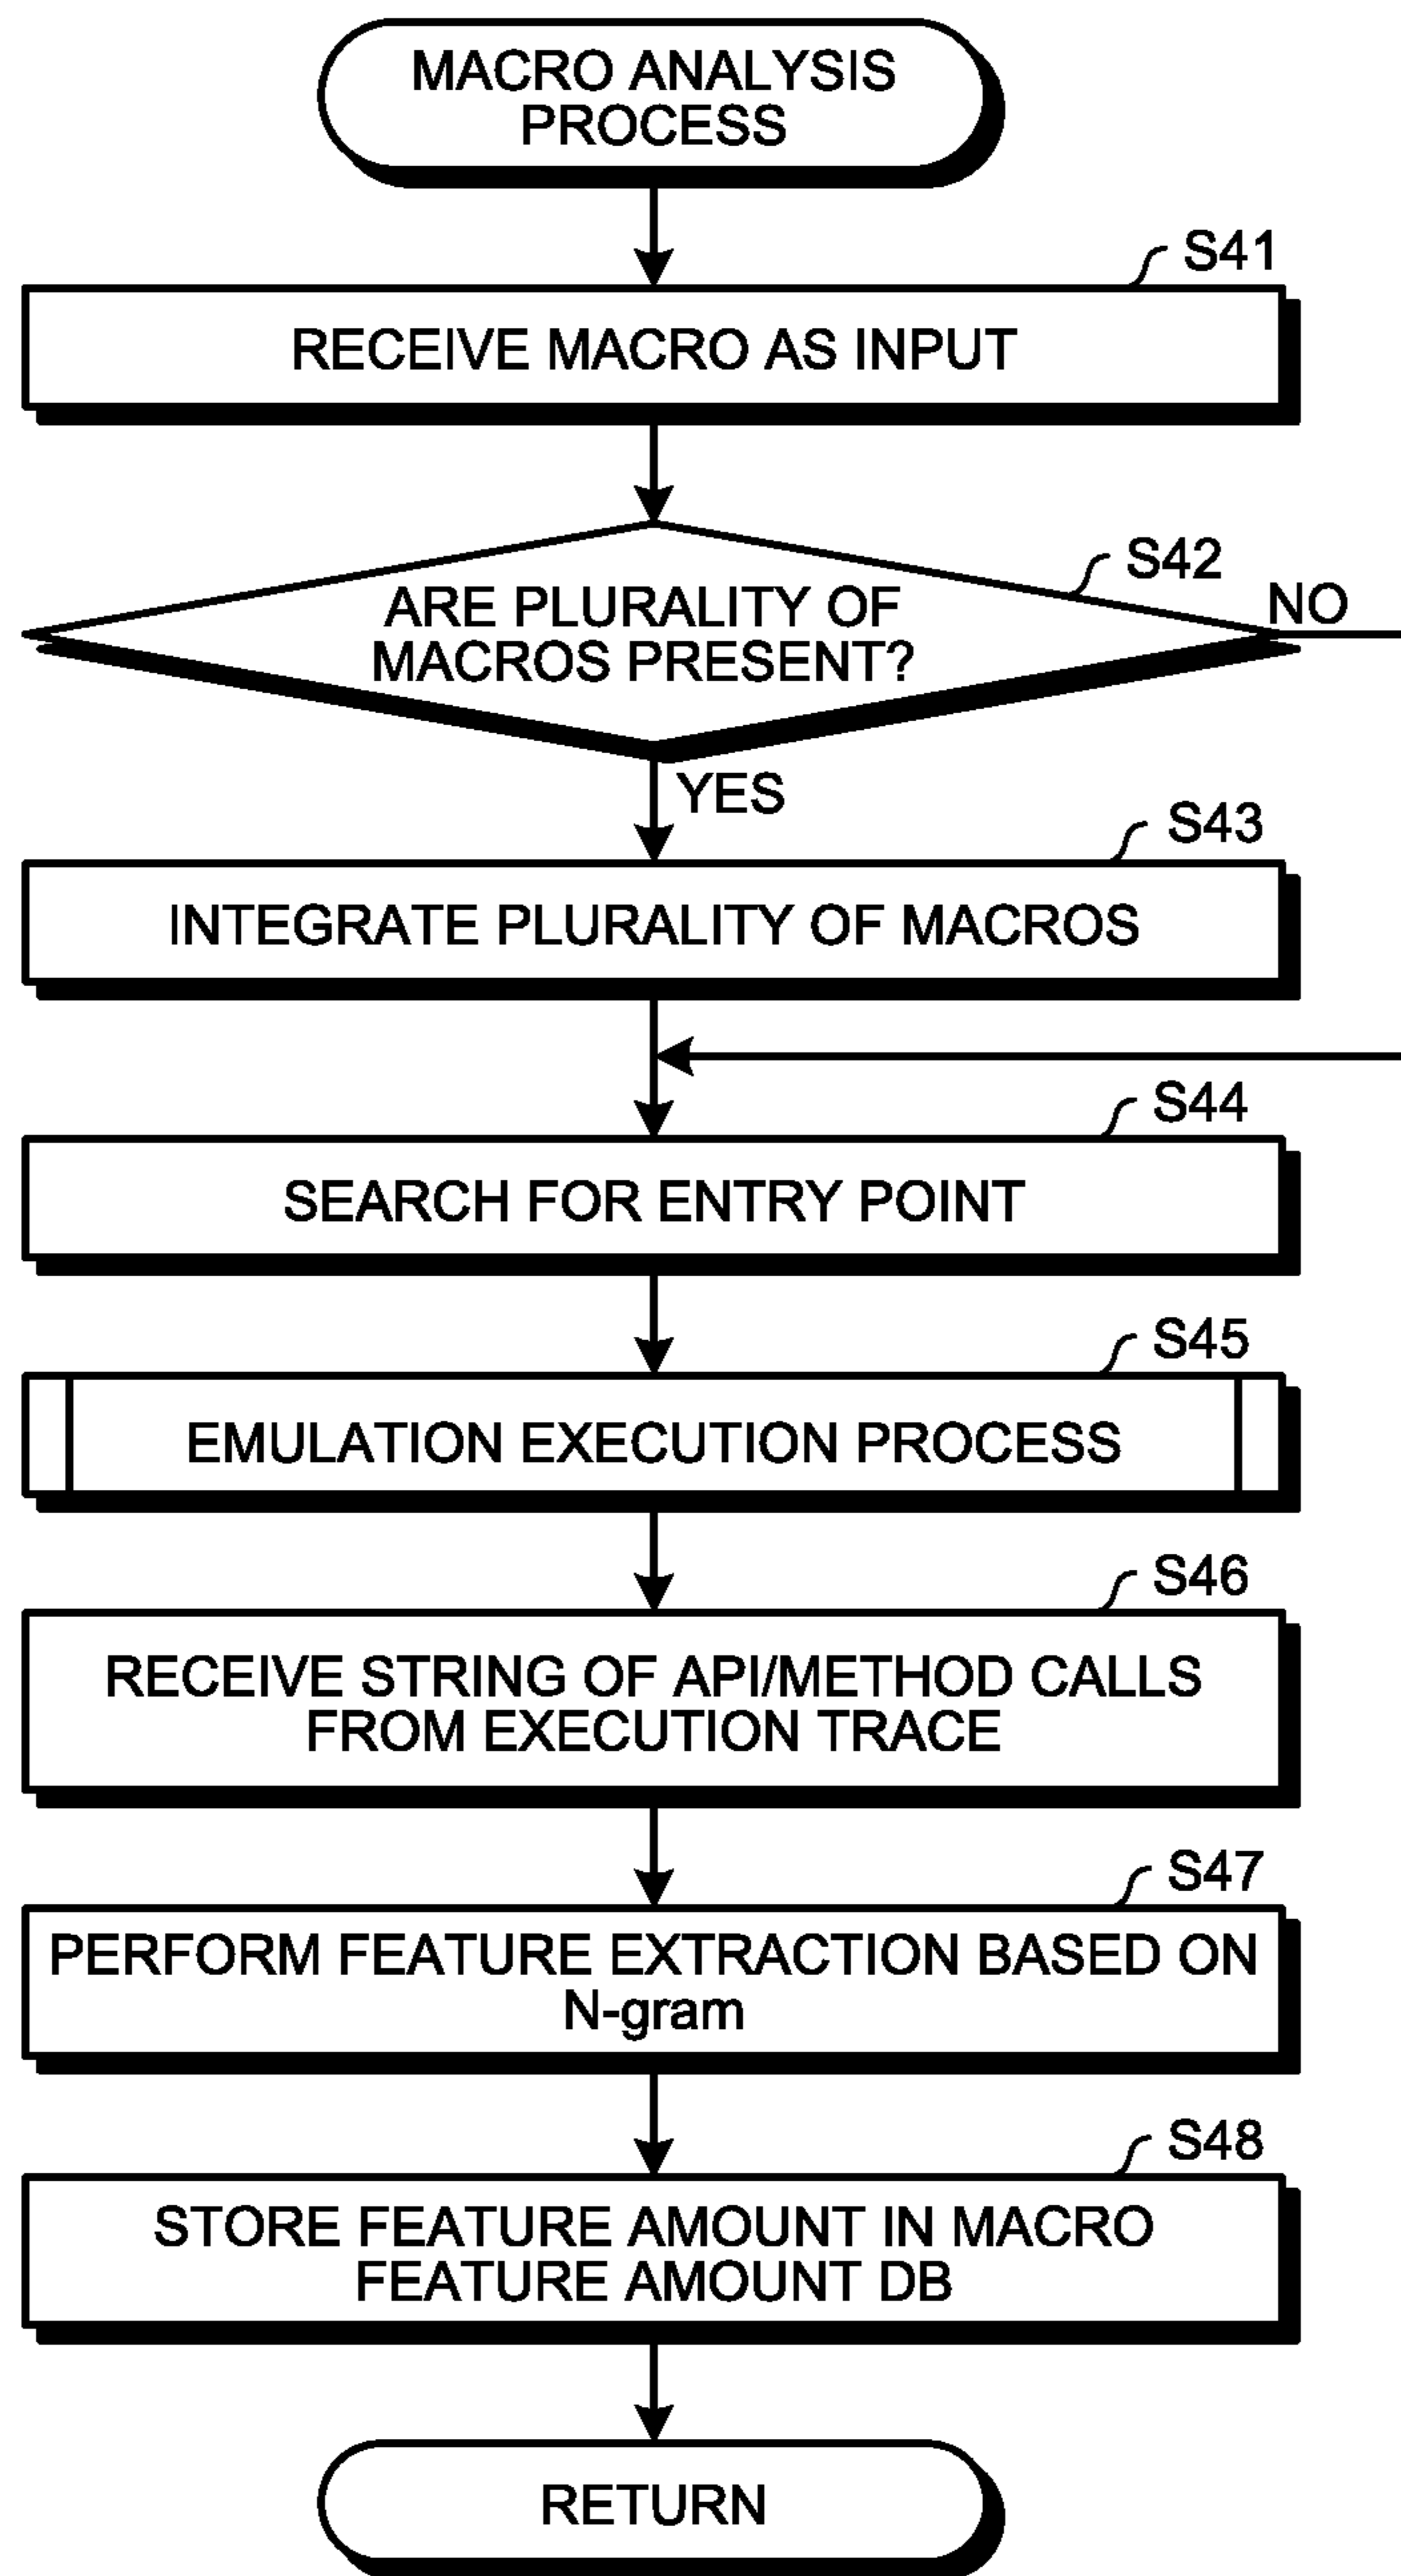 MACRO ANALYSIS
PROCESS
S41
RECEIVE MACRO AS INPUT
S42
ARE PLURALITY OF
MACROS PRESENT?
NO
YES
S43
INTEGRATE PLURALITY OF MACROS
S44
SEARCH FOR ENTRY POINT
S45
EMULATION EXECUTION PROCESS
S46
RECEIVE STRING OF API/METHOD CALLS
FROM EXECUTION TRACE
S47
PERFORM FEATURE EXTRACTION BASED ON
N-gram
S48
STORE FEATURE AMOUNT IN MACRO
FEATURE AMOUNT DB
RETURN